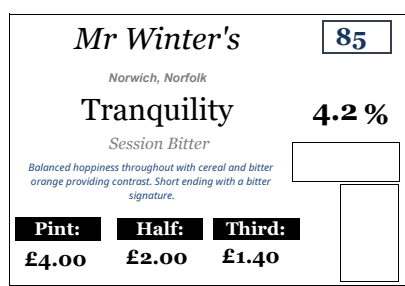 Mr Winter's
85
Norwich, Norfolk
Tranquility
4.2 %
Session Bitter
Balanced hoppiness throughout with cereal and bitter
orange providing contrast. Short ending with a bitter
signature.
Pint: Half: Third:
£4.00 £2.00 £1.40